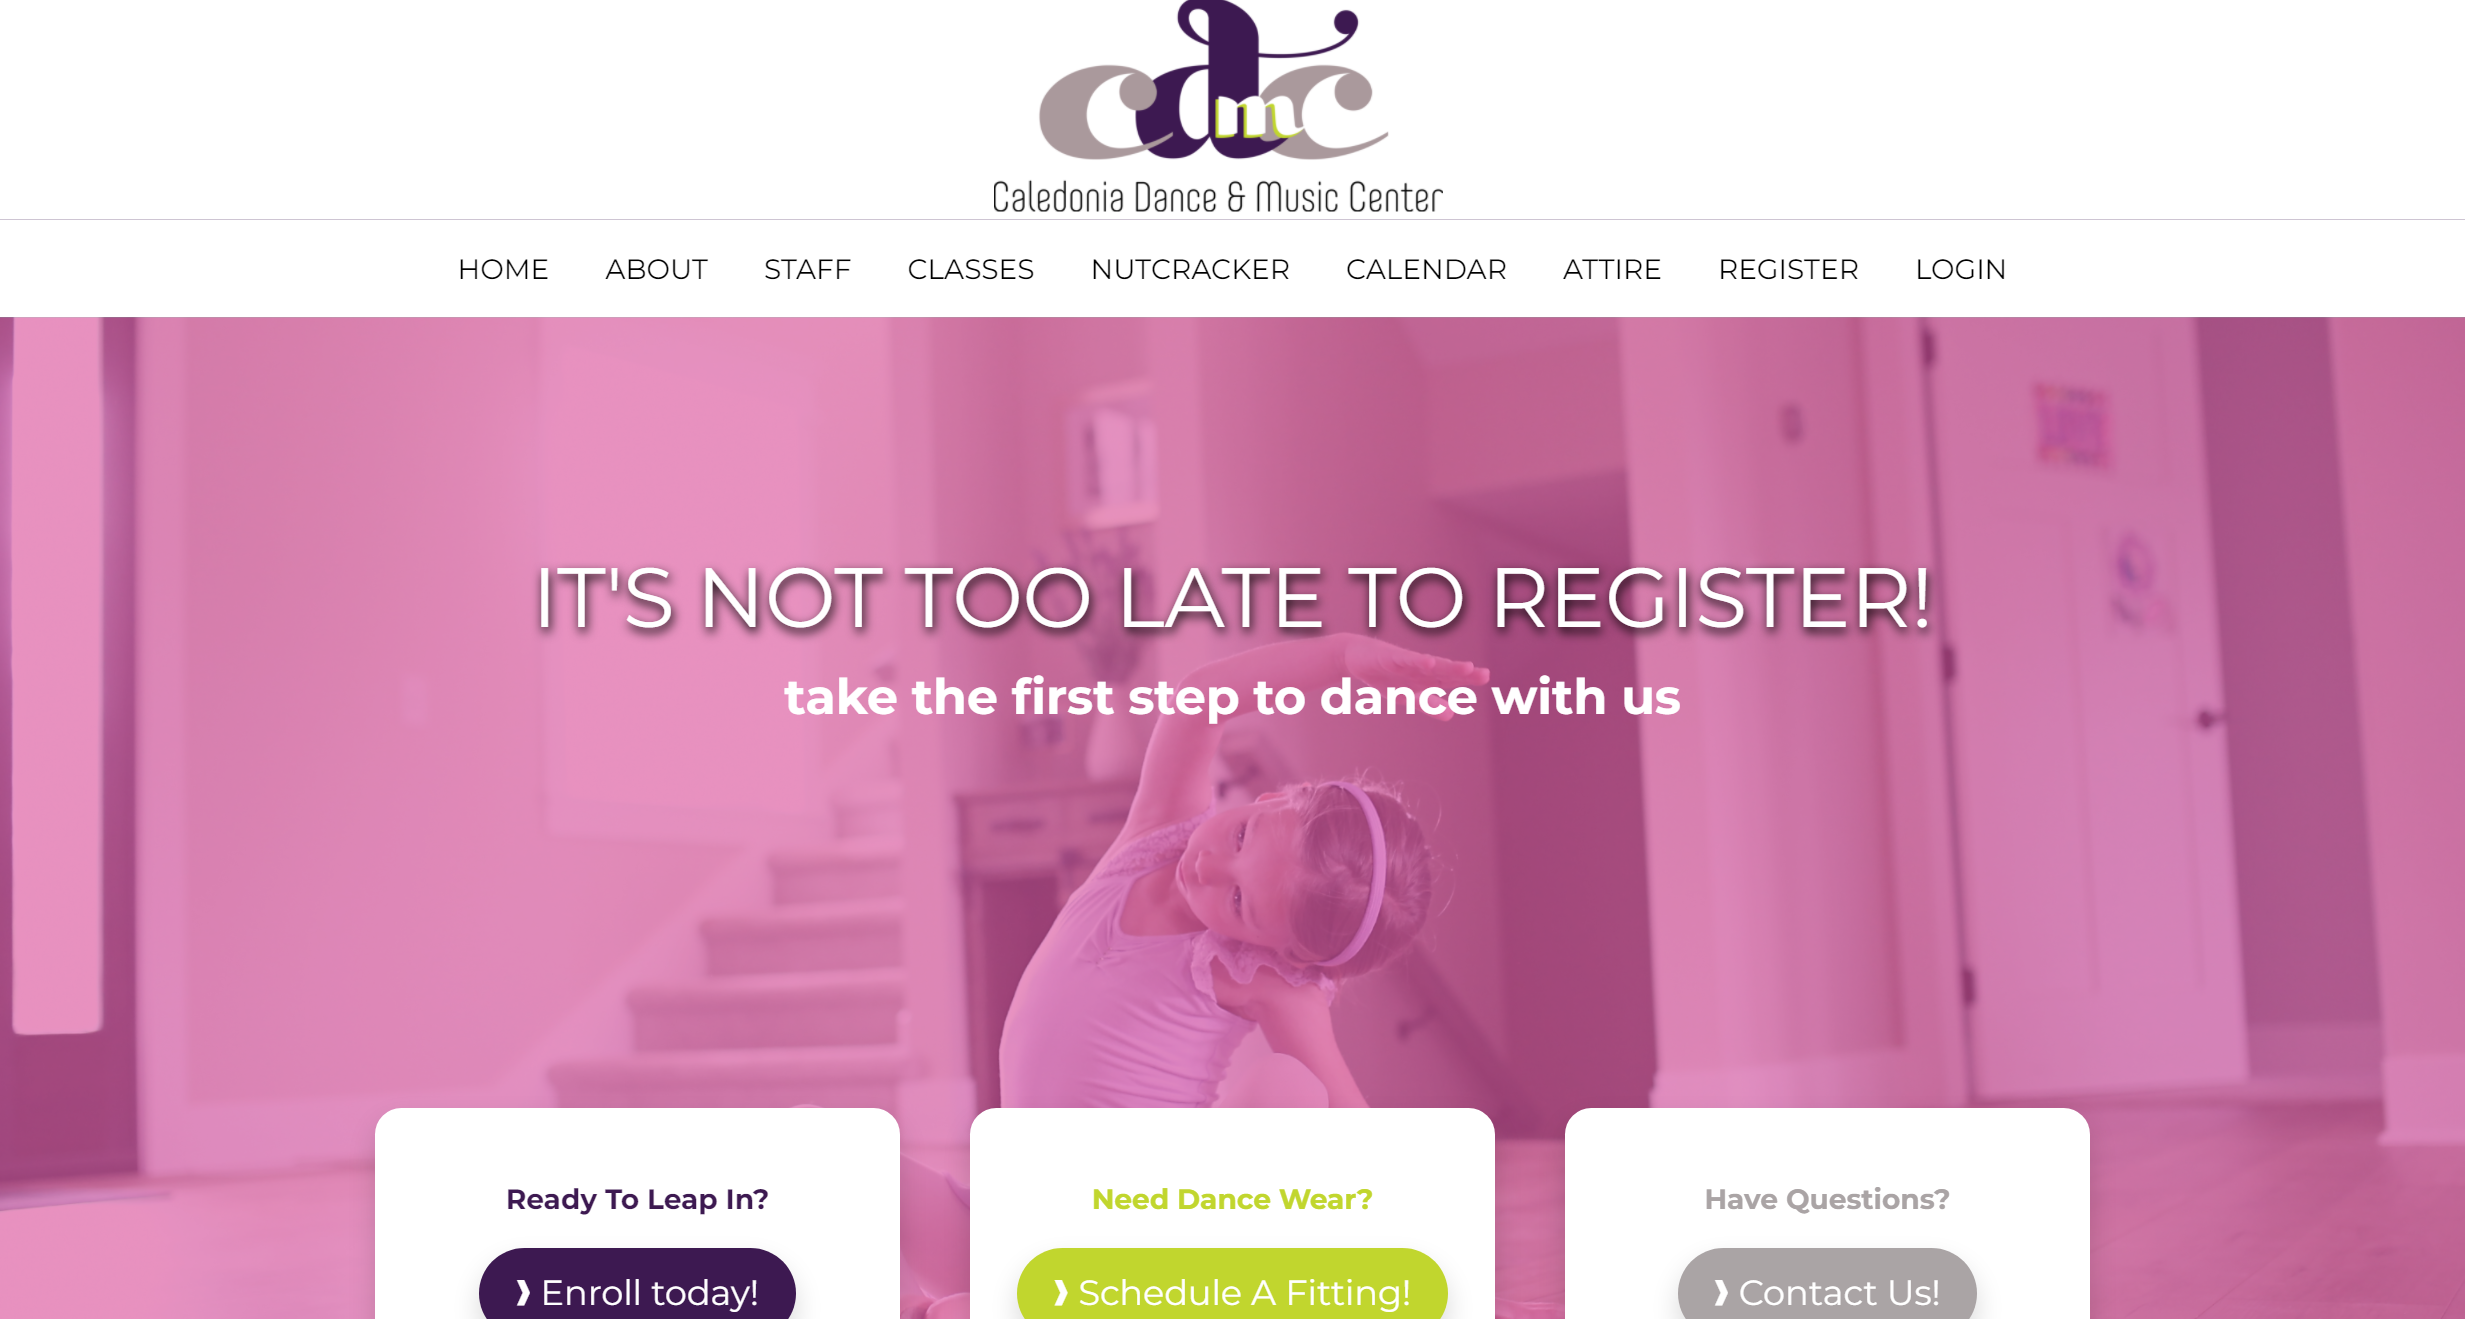 cdmc
Caledonia Dance & Music Center
HOME ABOUT STAFF CLASSES NUTCRACKER CALENDAR ATTIRE REGISTER LOGIN
IT'S NOT TOO LATE TO REGISTER!
take the first step to dance with us
Ready To Leap In?
Need Dance Wear?
Have Questions?
❱ Enroll today!
❱ Schedule A Fitting!
❱ Contact Us!